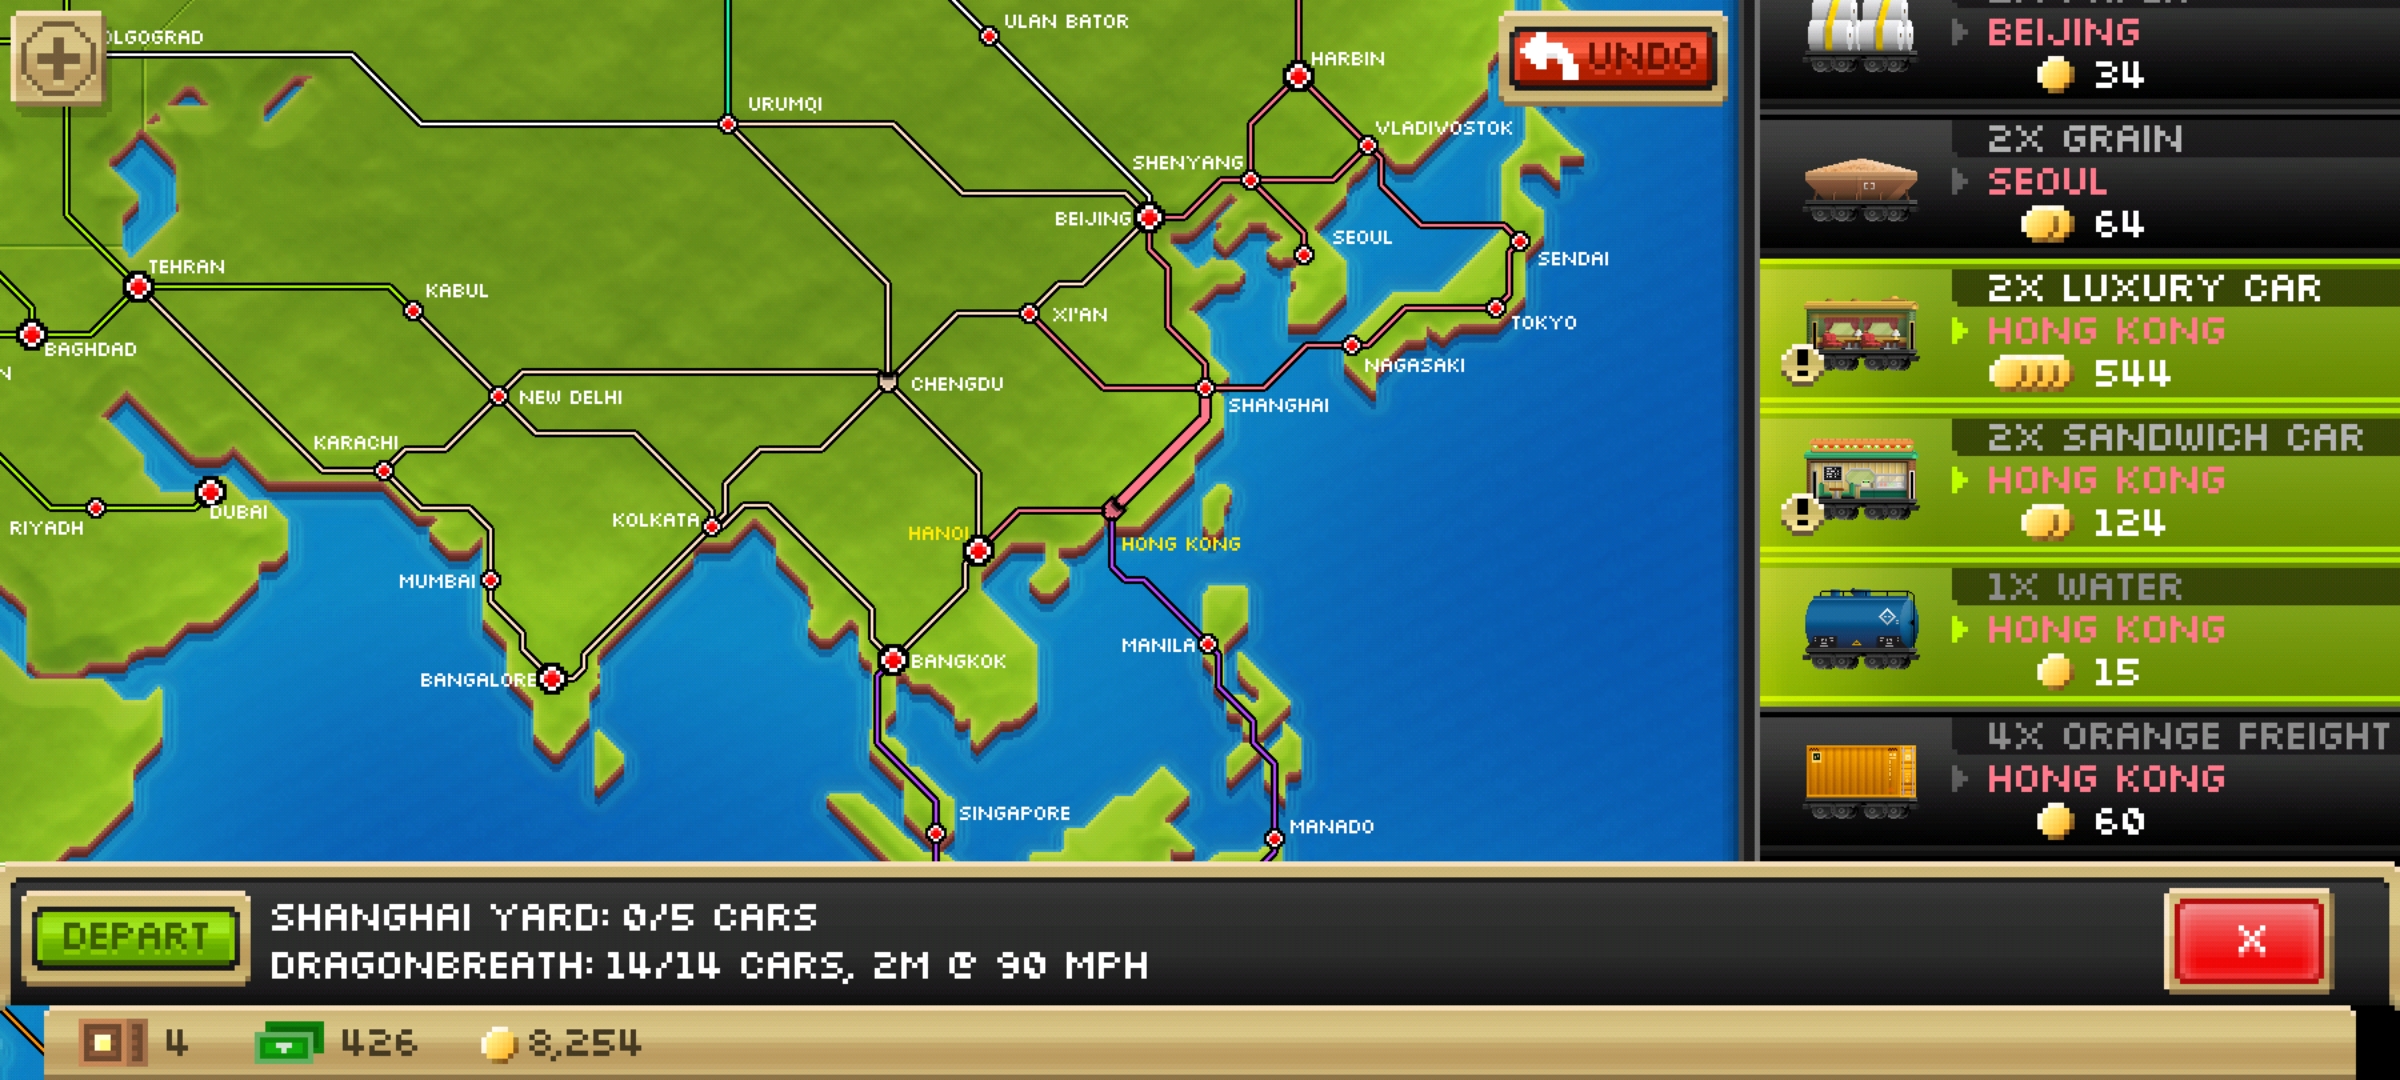 OLGOGRAD
ULAN BATOR
HARBIN
UNDO
URUMQI
VLADIVOSTOK
SHENYANG
BEIJING
SEOUL
SENDAI
TEHRAN
KABUL
XI'AN
TOKYO
BAGHDAD
NAGASAKI
N
NEW DELHI
CHENGDU
SHANGHAI
KARACHI
RIYADH
DUBAI
KOLKATA
HANOI
HONG KONG
MUMBAI
MANILA
BANGALORE
BANGKOK
SINGAPORE
MANADO
BEIJING
34
2X GRAIN
SEOUL
64
2X LUXURY CAR
HONG KONG
544
2X SANDWICH CAR
HONG KONG
124
1X WATER
HONG KONG
15
4X ORANGE FREIGHT
HONG KONG
60
DEPART
SHANGHAI YARD: 0/5 CARS
DRAGONBREATH: 14/14 CARS, 2M @ 90 MPH
X
4
426
8,254